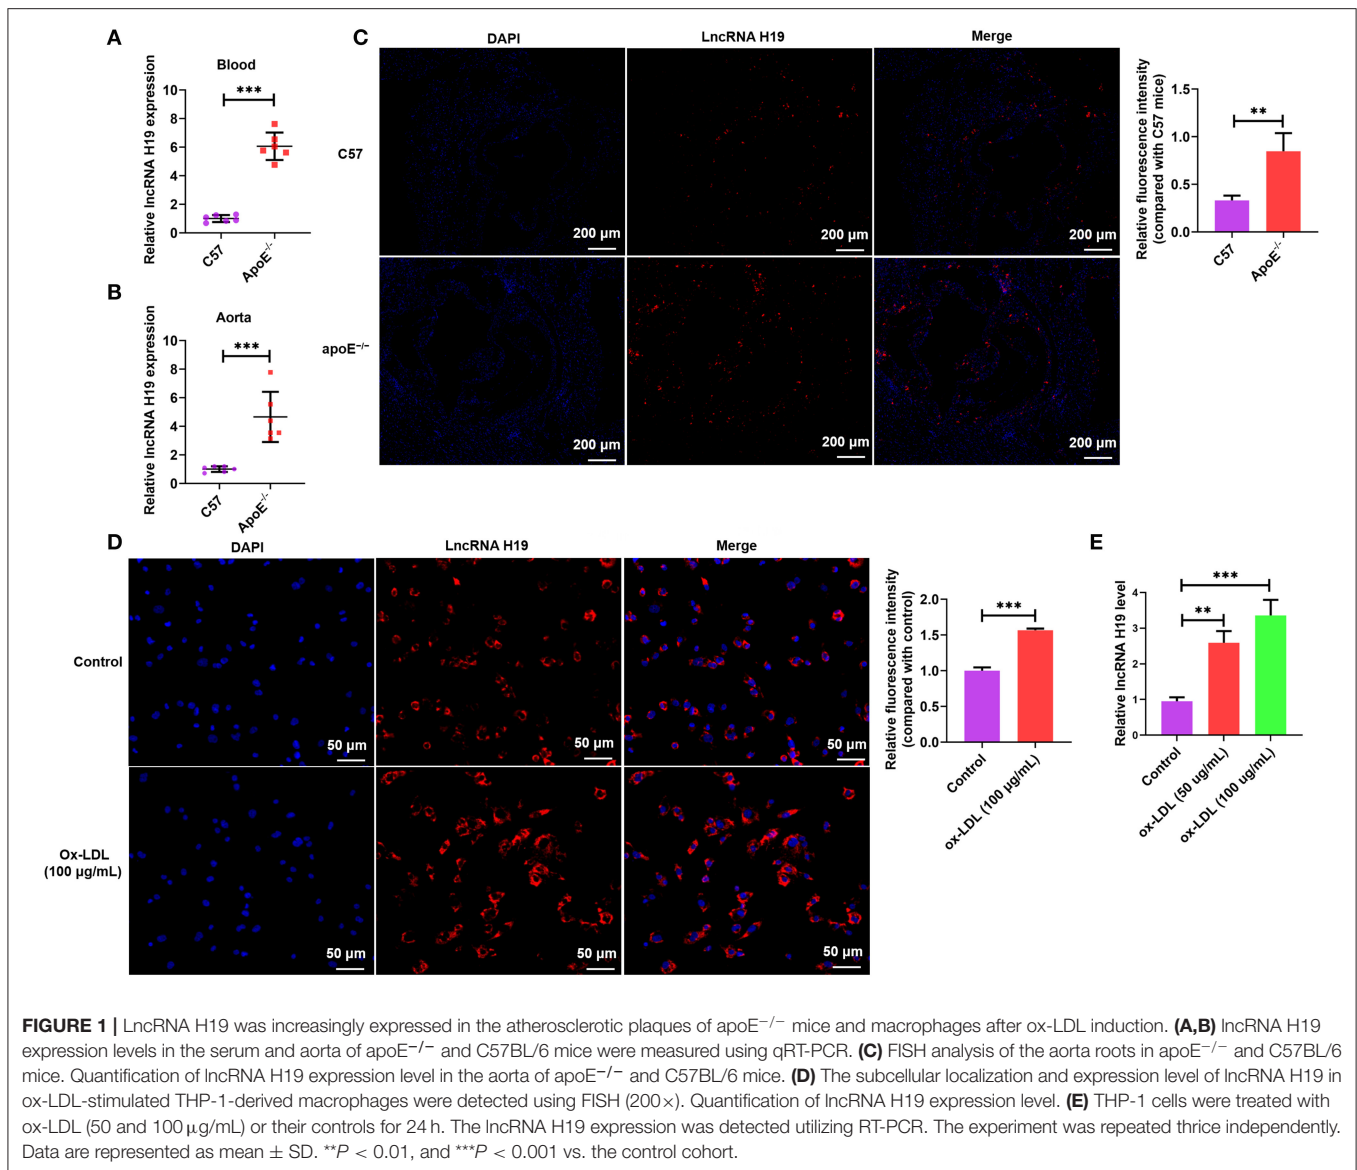 A
Blood
Relative lncRNA H19 expression
10
8
6
4
2
0
***
C57
ApoE⁻/⁻
B
Aorta
Relative lncRNA H19 expression
10
8
6
4
2
0
***
C57
ApoE⁻/⁻
C
DAPI
LncRNA H19
Merge
C57
200 µm
200 µm
200 µm
apoE⁻/⁻
200 µm
200 µm
200 µm
Relative fluorescence intensity
(compared with C57 mice)
1.5
1.0
0.5
0.0
**
C57
ApoE⁻/⁻
D
DAPI
LncRNA H19
Merge
Control
50 µm
50 µm
50 µm
Ox-LDL
(100 µg/mL)
50 µm
50 µm
50 µm
Relative fluorescence intensity
(compared with control)
2.0
1.5
1.0
0.5
0.0
***
Control
ox-LDL (100 µg/mL)
E
Relative lncRNA H19 level
4
3
2
1
0
**
***
Control
ox-LDL (50 ug/mL)
ox-LDL (100 ug/mL)
FIGURE 1 | LncRNA H19 was increasingly expressed in the atherosclerotic plaques of apoE⁻/⁻ mice and macrophages after ox-LDL induction. (A,B) lncRNA H19
expression levels in the serum and aorta of apoE⁻/⁻ and C57BL/6 mice were measured using qRT-PCR. (C) FISH analysis of the aorta roots in apoE⁻/⁻ and C57BL/6
mice. Quantification of lncRNA H19 expression level in the aorta of apoE⁻/⁻ and C57BL/6 mice. (D) The subcellular localization and expression level of lncRNA H19 in
ox-LDL-stimulated THP-1-derived macrophages were detected using FISH (200×). Quantification of lncRNA H19 expression level. (E) THP-1 cells were treated with
ox-LDL (50 and 100 µg/mL) or their controls for 24 h. The lncRNA H19 expression was detected utilizing RT-PCR. The experiment was repeated thrice independently.
Data are represented as mean ± SD. **P < 0.01, and ***P < 0.001 vs. the control cohort.